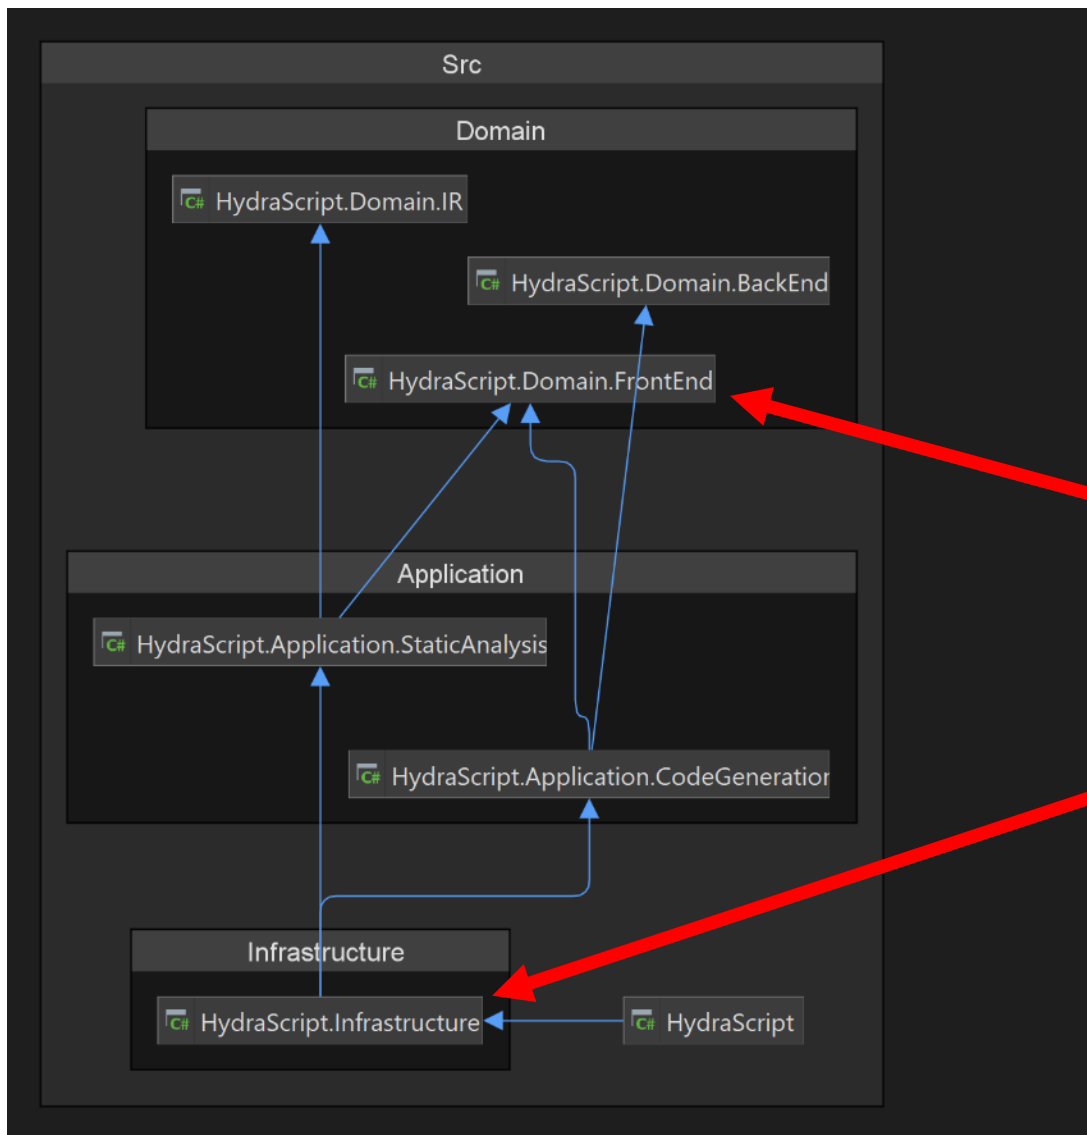 Src
Domain
C# HydraScript.Domain.IR
C# HydraScript.Domain.BackEnd
C# HydraScript.Domain.FrontEnd
Application
C# HydraScript.Application.StaticAnalysis
C# HydraScript.Application.CodeGeneration
Infrastructure
C# HydraScript.Infrastructure
C# HydraScript